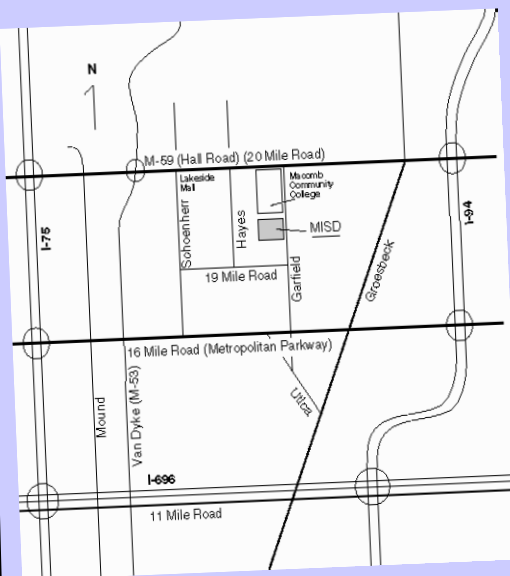 N
M-59 (Hall Road) (20 Mile Road)
Lakeside
Mall
Macomb
Community
College
I-75
Schoenherr
Hayes
MISD
I-94
19 Mile Road
Garfield
Groesbeck
16 Mile Road (Metropolitan Parkway)
Mound
Van Dyke (M-53)
Utica
I-696
11 Mile Road